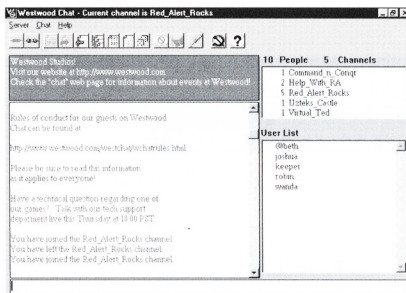 Westwood Chat - Current channel is Red_Alert_Rocks
Server Chat Help
Westwood Studios!
Visit our website at http://www.westwood.com
Check the "chat" web page for information about events at Westwood!
Rules of conduct for our guests on Westwood
Chat can be found at
http://www.westwood.com/westchat/wchatrules.html
Please be sure to read this information
as it applies to everyone!
Have a technical question regarding one of
our games? Talk with our tech support
deparment live this Thursday at 18:00 PST.
You have joined the Red_Alert_Rocks channel
You have left the Red_Alert_Rocks channel
You have joined the Red_Alert_Rocks channel
10 People 5 Channels
1 Command_n_Conqr
2 Help_With_RA
5 Red_Alert_Rocks
1 Uzteks_Castle
1 Virtual_Ted
User List
@beth
joshua
keeper
robin
wanda